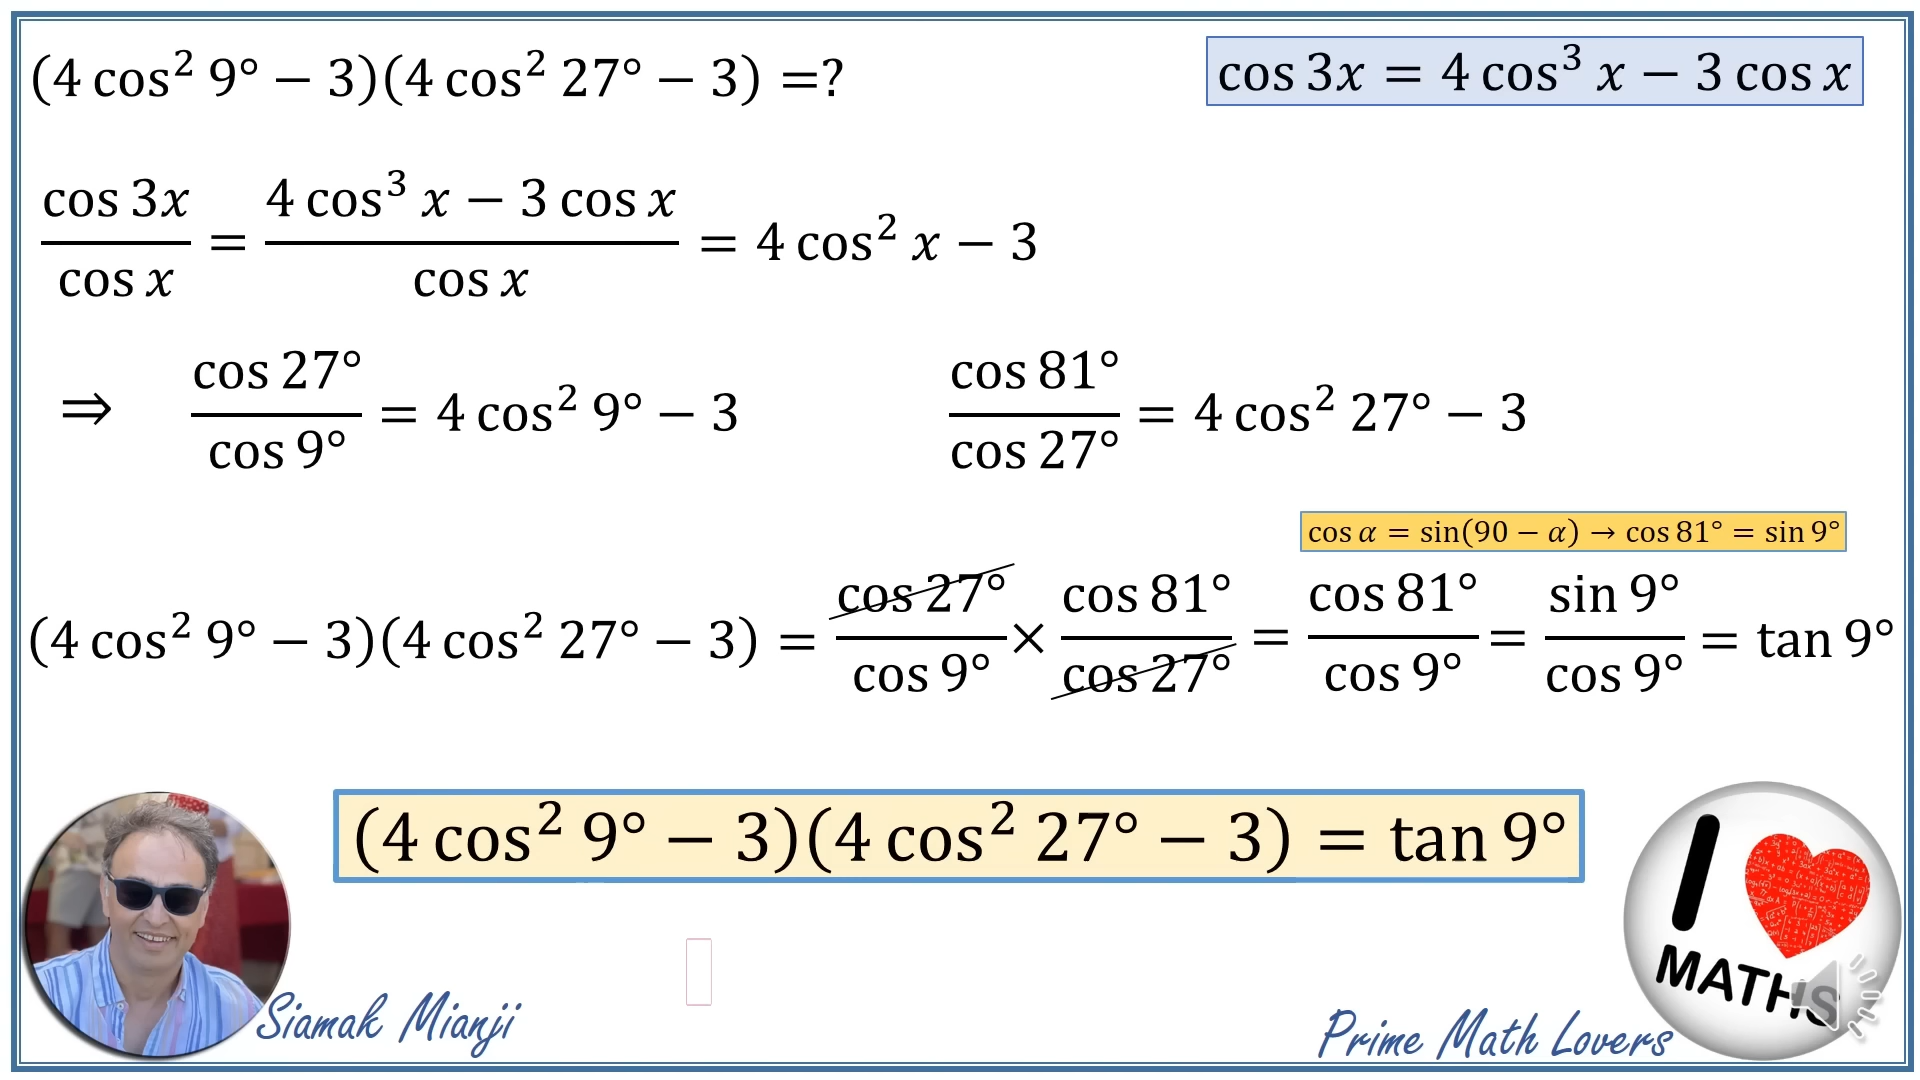 (4 cos² 9° − 3)(4 cos² 27° − 3) =?
cos 3x = 4 cos³ x − 3 cos x
cos 3x / cos x = (4 cos³ x − 3 cos x) / cos x = 4 cos² x − 3
⇒ cos 27° / cos 9° = 4 cos² 9° − 3
cos 81° / cos 27° = 4 cos² 27° − 3
cos α = sin(90 − α) → cos 81° = sin 9°
(4 cos² 9° − 3)(4 cos² 27° − 3) = cos 27° / cos 9° × cos 81° / cos 27° = cos 81° / cos 9° = sin 9° / cos 9° = tan 9°
(4 cos² 9° − 3)(4 cos² 27° − 3) = tan 9°
Siamak Mianji
Prime Math Lovers
I
MATHS